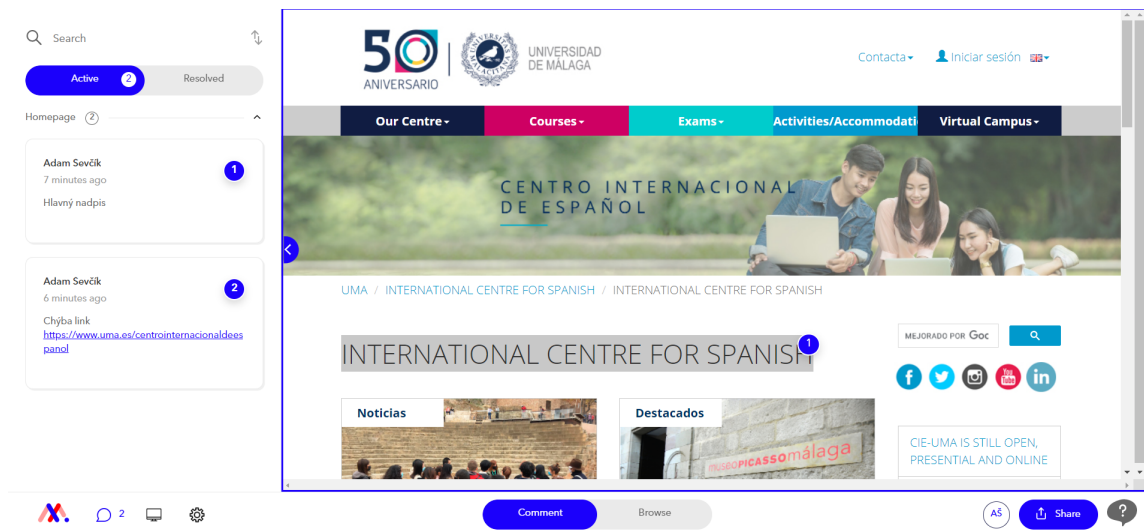 Search
Active 2
Resolved
Homepage 2
Adam Sevčík
7 minutes ago
1
Hlavný nadpis
Adam Sevčík
6 minutes ago
2
Chýba link
https://www.uma.es/centrointernacionaldees
panol
50
ANIVERSARIO
UNIVERSIDAD
DE MÁLAGA
Contacta
Iniciar sesión
Our Centre
Courses
Exams
Activities/Accommodati
Virtual Campus
CENTRO INTERNACIONAL
DE ESPAÑOL
UMA / INTERNATIONAL CENTRE FOR SPANISH / INTERNATIONAL CENTRE FOR SPANISH
INTERNATIONAL CENTRE FOR SPANISH
1
MEJORADO POR Goo
Noticias
Destacados
museopicassomálaga
CIE-UMA IS STILL OPEN,
PRESENTIAL AND ONLINE
2
Comment
Browse
AŠ
Share
?